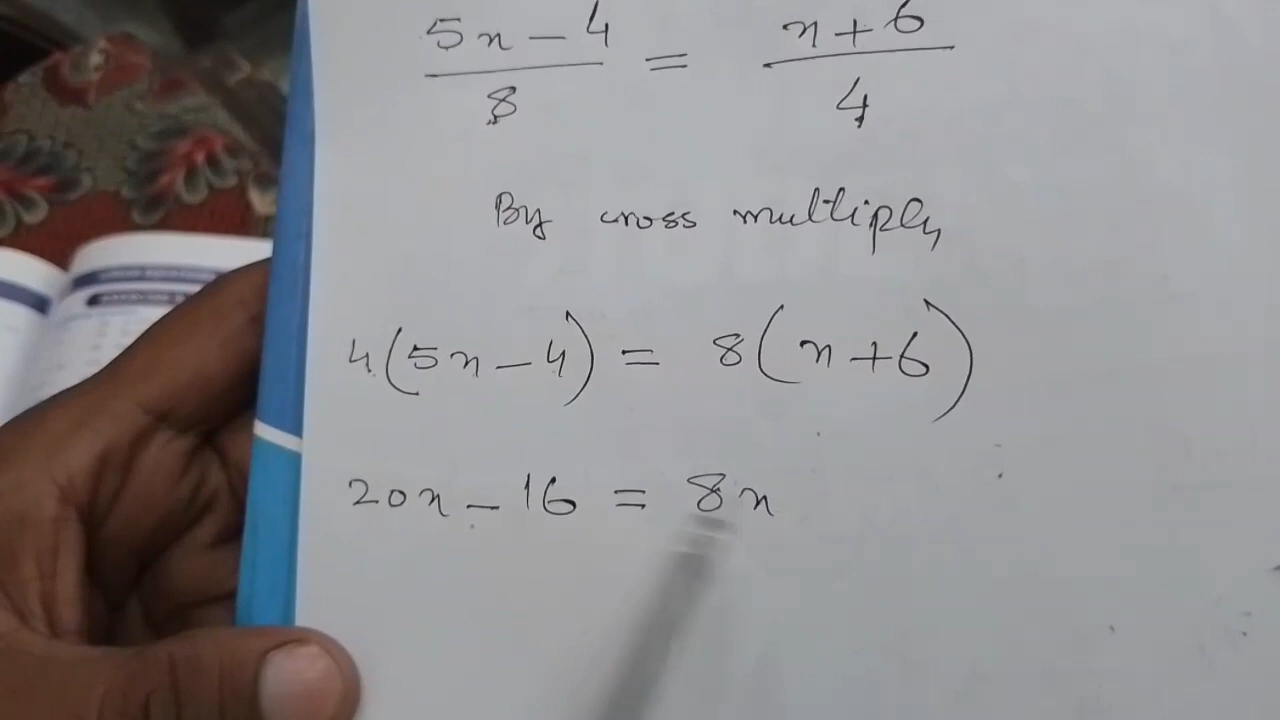 5x - 4 / 8 = x + 6 / 4
By cross multiply
4(5x - 4) = 8(x + 6)
20x - 16 = 8x